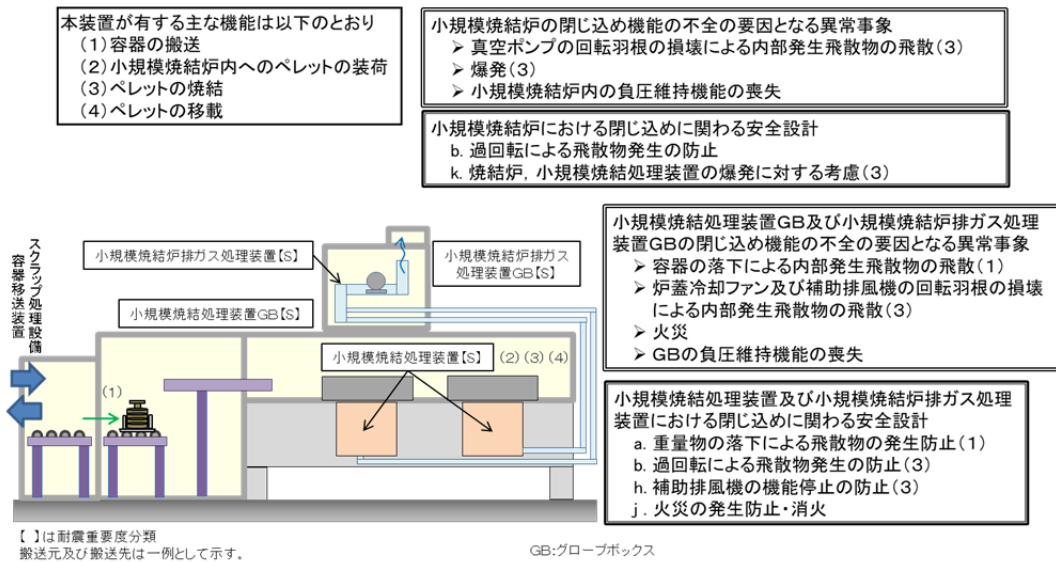 本装置が有する主な機能は以下のとおり
(1)容器の搬送
(2)小規模焼結炉内へのペレットの装荷
(3)ペレットの焼結
(4)ペレットの移載
小規模焼結炉の閉じ込め機能の不全の要因となる異常事象
➢ 真空ポンプの回転羽根の損壊による内部発生飛散物の飛散(3)
➢ 爆発(3)
➢ 小規模焼結炉内の負圧維持機能の喪失
小規模焼結炉における閉じ込めに関わる安全設計
b. 過回転による飛散物発生の防止
k. 焼結炉，小規模焼結処理装置の爆発に対する考慮(3)
小規模焼結処理装置GB及び小規模焼結炉排ガス処理
装置GBの閉じ込め機能の不全の要因となる異常事象
➢ 容器の落下による内部発生飛散物の飛散(1)
➢ 炉蓋冷却ファン及び補助排風機の回転羽根の損壊
による内部発生飛散物の飛散(3)
➢ 火災
➢ GBの負圧維持機能の喪失
小規模焼結処理装置及び小規模焼結炉排ガス処理
装置における閉じ込めに関わる安全設計
a. 重量物の落下による飛散物の発生防止(1)
b. 過回転による飛散物発生の防止(3)
h. 補助排風機の機能停止の防止(3)
j. 火災の発生防止・消火
小規模焼結炉排ガス処理装置【S】
小規模焼結炉排ガス
処理装置GB【S】
小規模焼結処理装置GB【S】
スクラップ処理設備
容器移送装置
小規模焼結処理装置【S】
(2)(3)(4)
(1)
【 】は耐震重要度分類
搬送元及び搬送先は一例として示す。
GB:グローブボックス